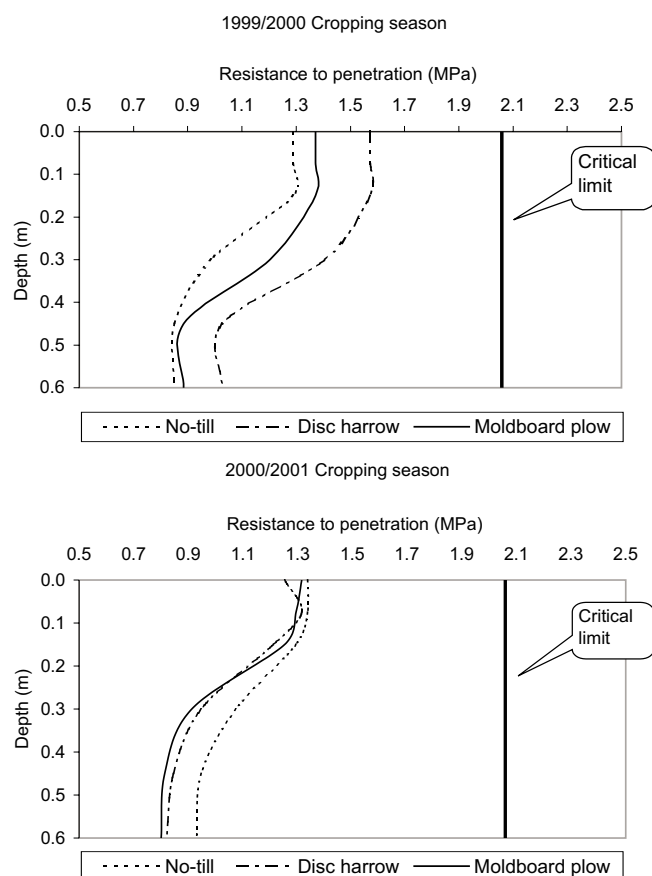 1999/2000 Cropping season
Resistance to penetration (MPa)
0.5 0.9 1.1 1.3 1.5 1.7 1.9 2.1 2.3 2.5
0.0
0.1
0.2
0.3
0.4
0.5
0.6
Depth (m)
Critical
limit
No-till Disc harrow Moldboard plow
2000/2001 Cropping season
Resistance to penetration (MPa)
0.5 0.9 1.1 1.3 1.5 1.7 1.9 2.1 2.3 2.5
0.0
0.1
0.2
0.3
0.4
0.5
0.6
Depth (m)
Critical
limit
No-till Disc harrow Moldboard plow